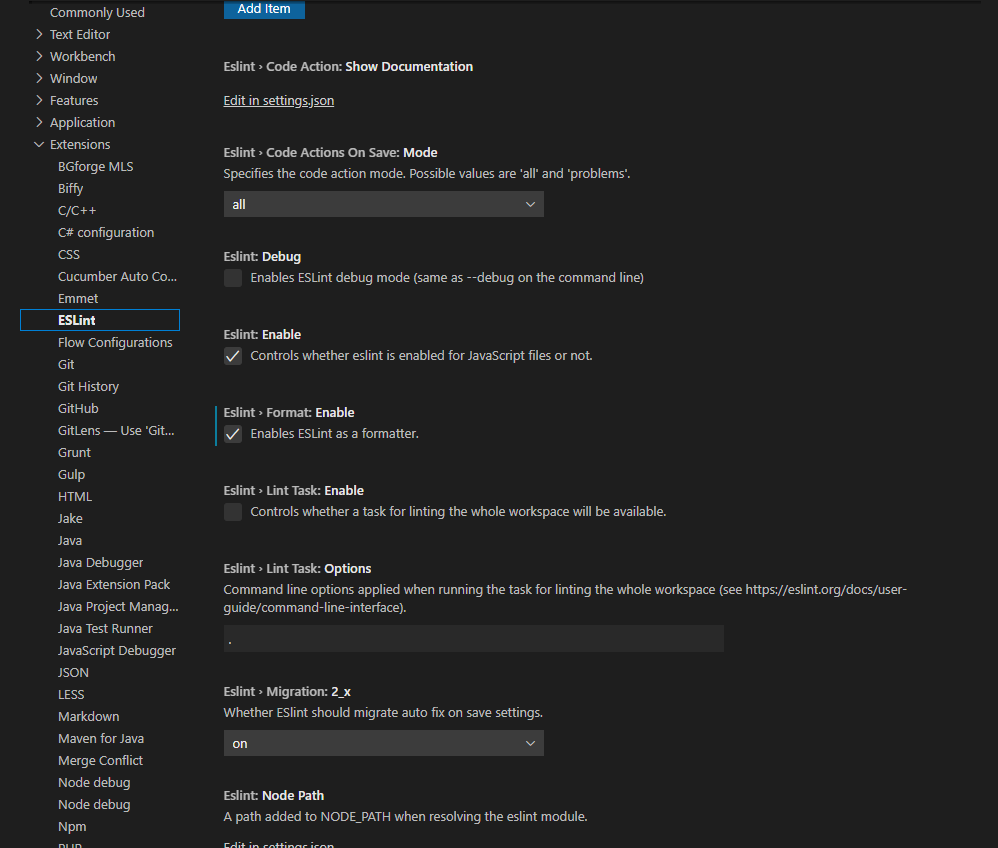 Commonly Used
Text Editor
Workbench
Window
Features
Application
Extensions
BGforge MLS
Biffy
C/C++
C# configuration
CSS
Cucumber Auto Co...
Emmet
ESLint
Flow Configurations
Git
Git History
GitHub
GitLens — Use 'Git...
Grunt
Gulp
HTML
Jake
Java
Java Debugger
Java Extension Pack
Java Project Manag...
Java Test Runner
JavaScript Debugger
JSON
LESS
Markdown
Maven for Java
Merge Conflict
Node debug
Node debug
Npm
PHP
Add Item
Eslint › Code Action: Show Documentation
Edit in settings.json
Eslint › Code Actions On Save: Mode
Specifies the code action mode. Possible values are 'all' and 'problems'.
all
Eslint: Debug
Enables ESLint debug mode (same as --debug on the command line)
Eslint: Enable
Controls whether eslint is enabled for JavaScript files or not.
Eslint › Format: Enable
Enables ESLint as a formatter.
Eslint › Lint Task: Enable
Controls whether a task for linting the whole workspace will be available.
Eslint › Lint Task: Options
Command line options applied when running the task for linting the whole workspace (see https://eslint.org/docs/user-
guide/command-line-interface).
.
Eslint › Migration: 2_x
Whether ESlint should migrate auto fix on save settings.
on
Eslint: Node Path
A path added to NODE_PATH when resolving the eslint module.
Edit in settings.json